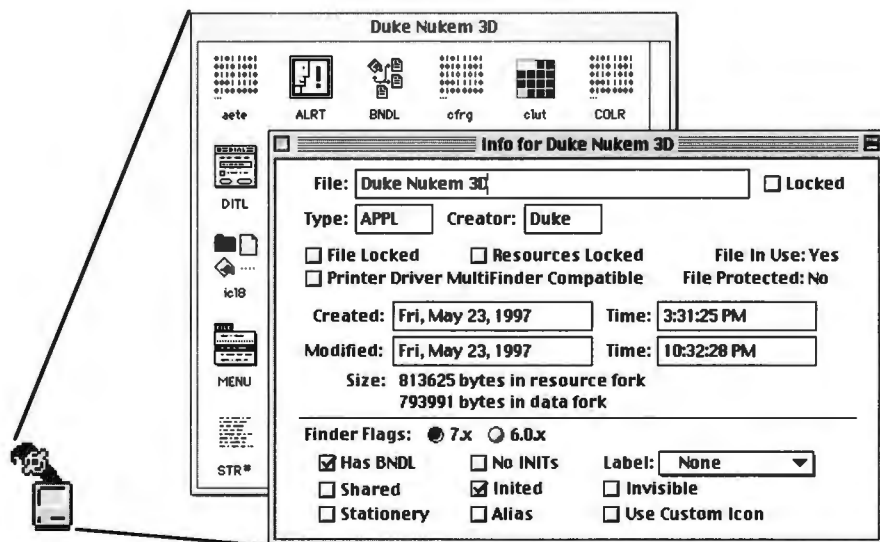 Duke Nukem 3D
aete ALRT BNDL cfrg clut COLR
DITL
icl8
MENU
STR#
Info for Duke Nukem 3D
File: Duke Nukem 3D Locked
Type: APPL Creator: Duke
File Locked Resources Locked File In Use: Yes
Printer Driver MultiFinder Compatible File Protected: No
Created: Fri, May 23, 1997 Time: 3:31:25 PM
Modified: Fri, May 23, 1997 Time: 10:32:28 PM
Size: 813625 bytes in resource fork
793991 bytes in data fork
Finder Flags: 7.x 6.0.x
Has BNDL No INITs Label: None
Shared Inited Invisible
Stationery Alias Use Custom Icon